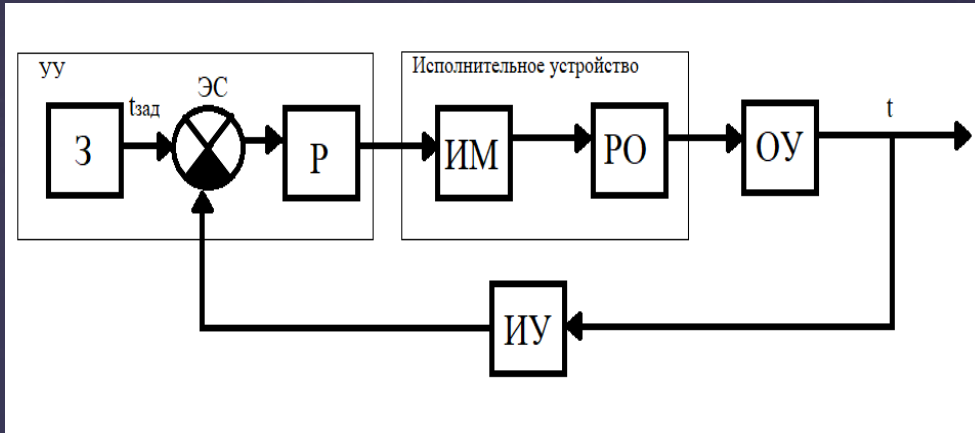 УУ
Исполнительное устройство
ЭС
tзад
t
З
Р
ИМ
РО
ОУ
ИУ